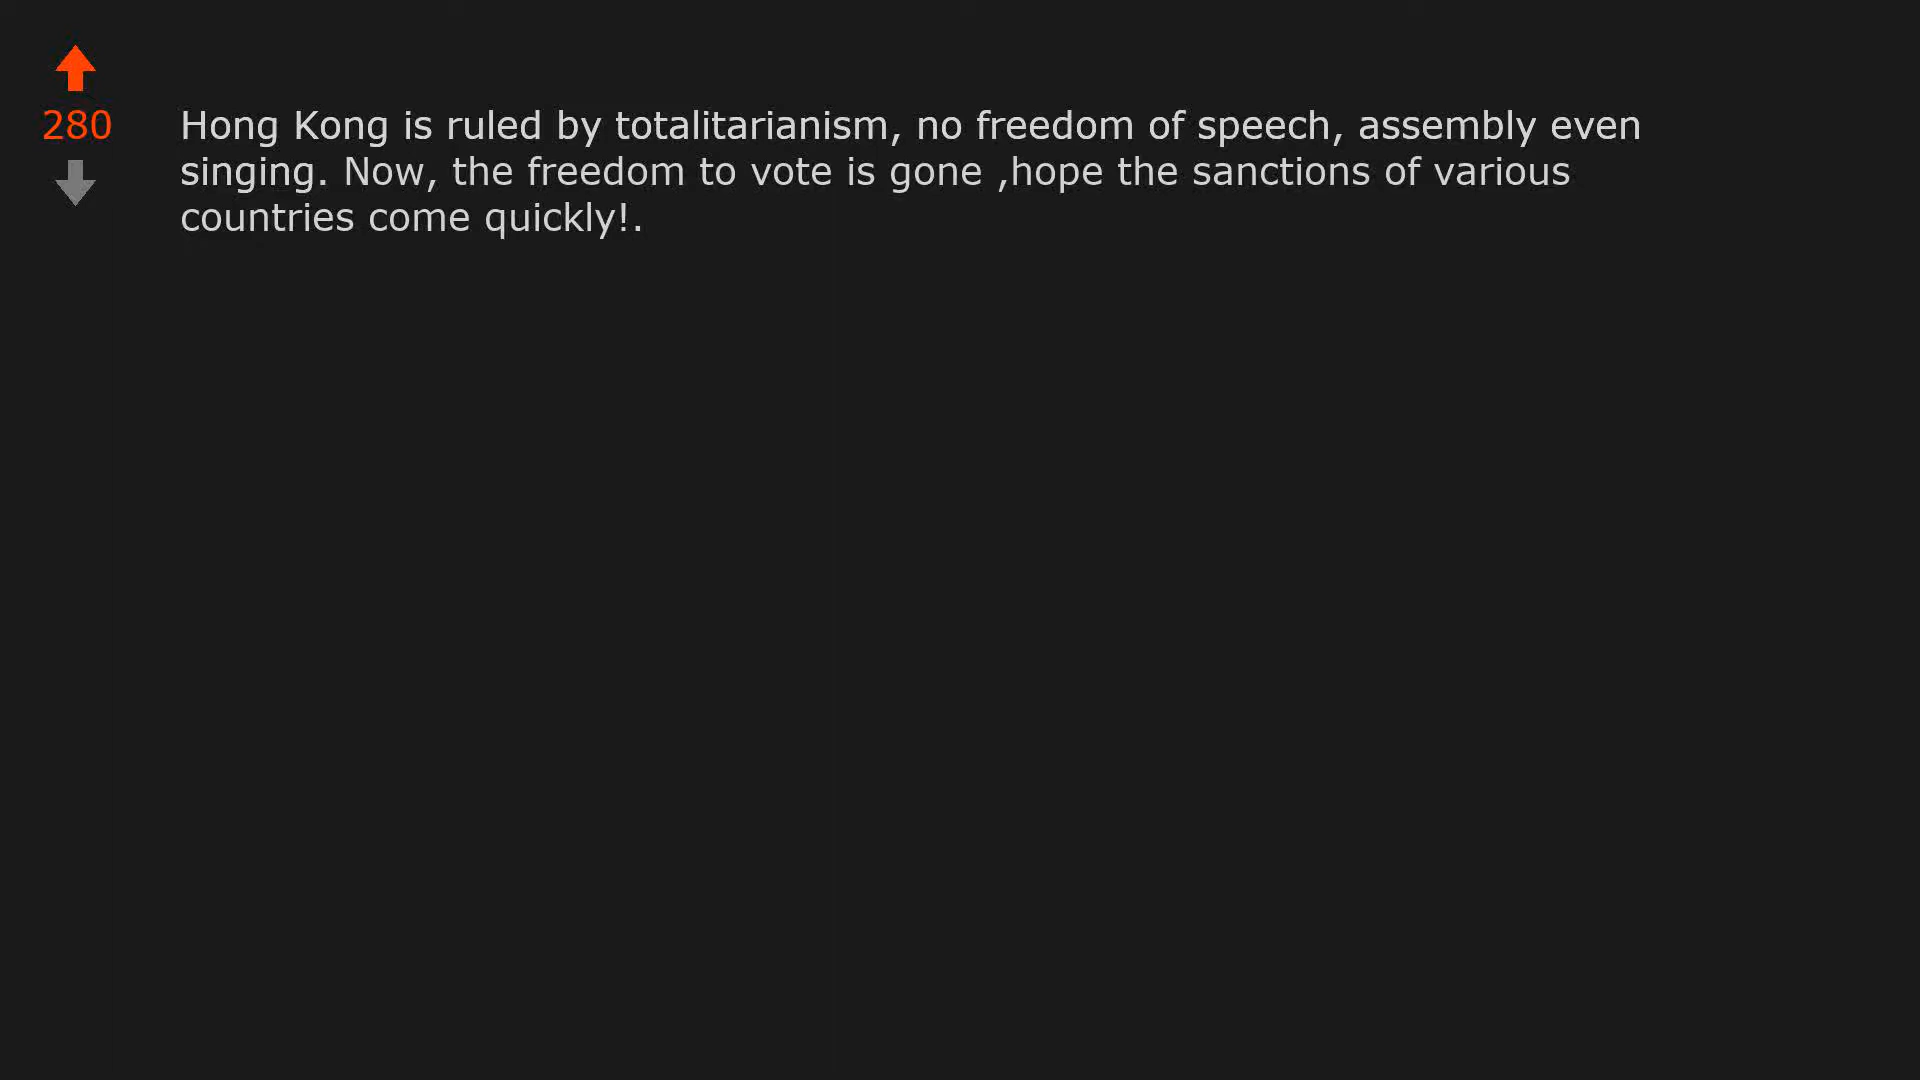 280
Hong Kong is ruled by totalitarianism, no freedom of speech, assembly even
singing. Now, the freedom to vote is gone ,hope the sanctions of various
countries come quickly!.